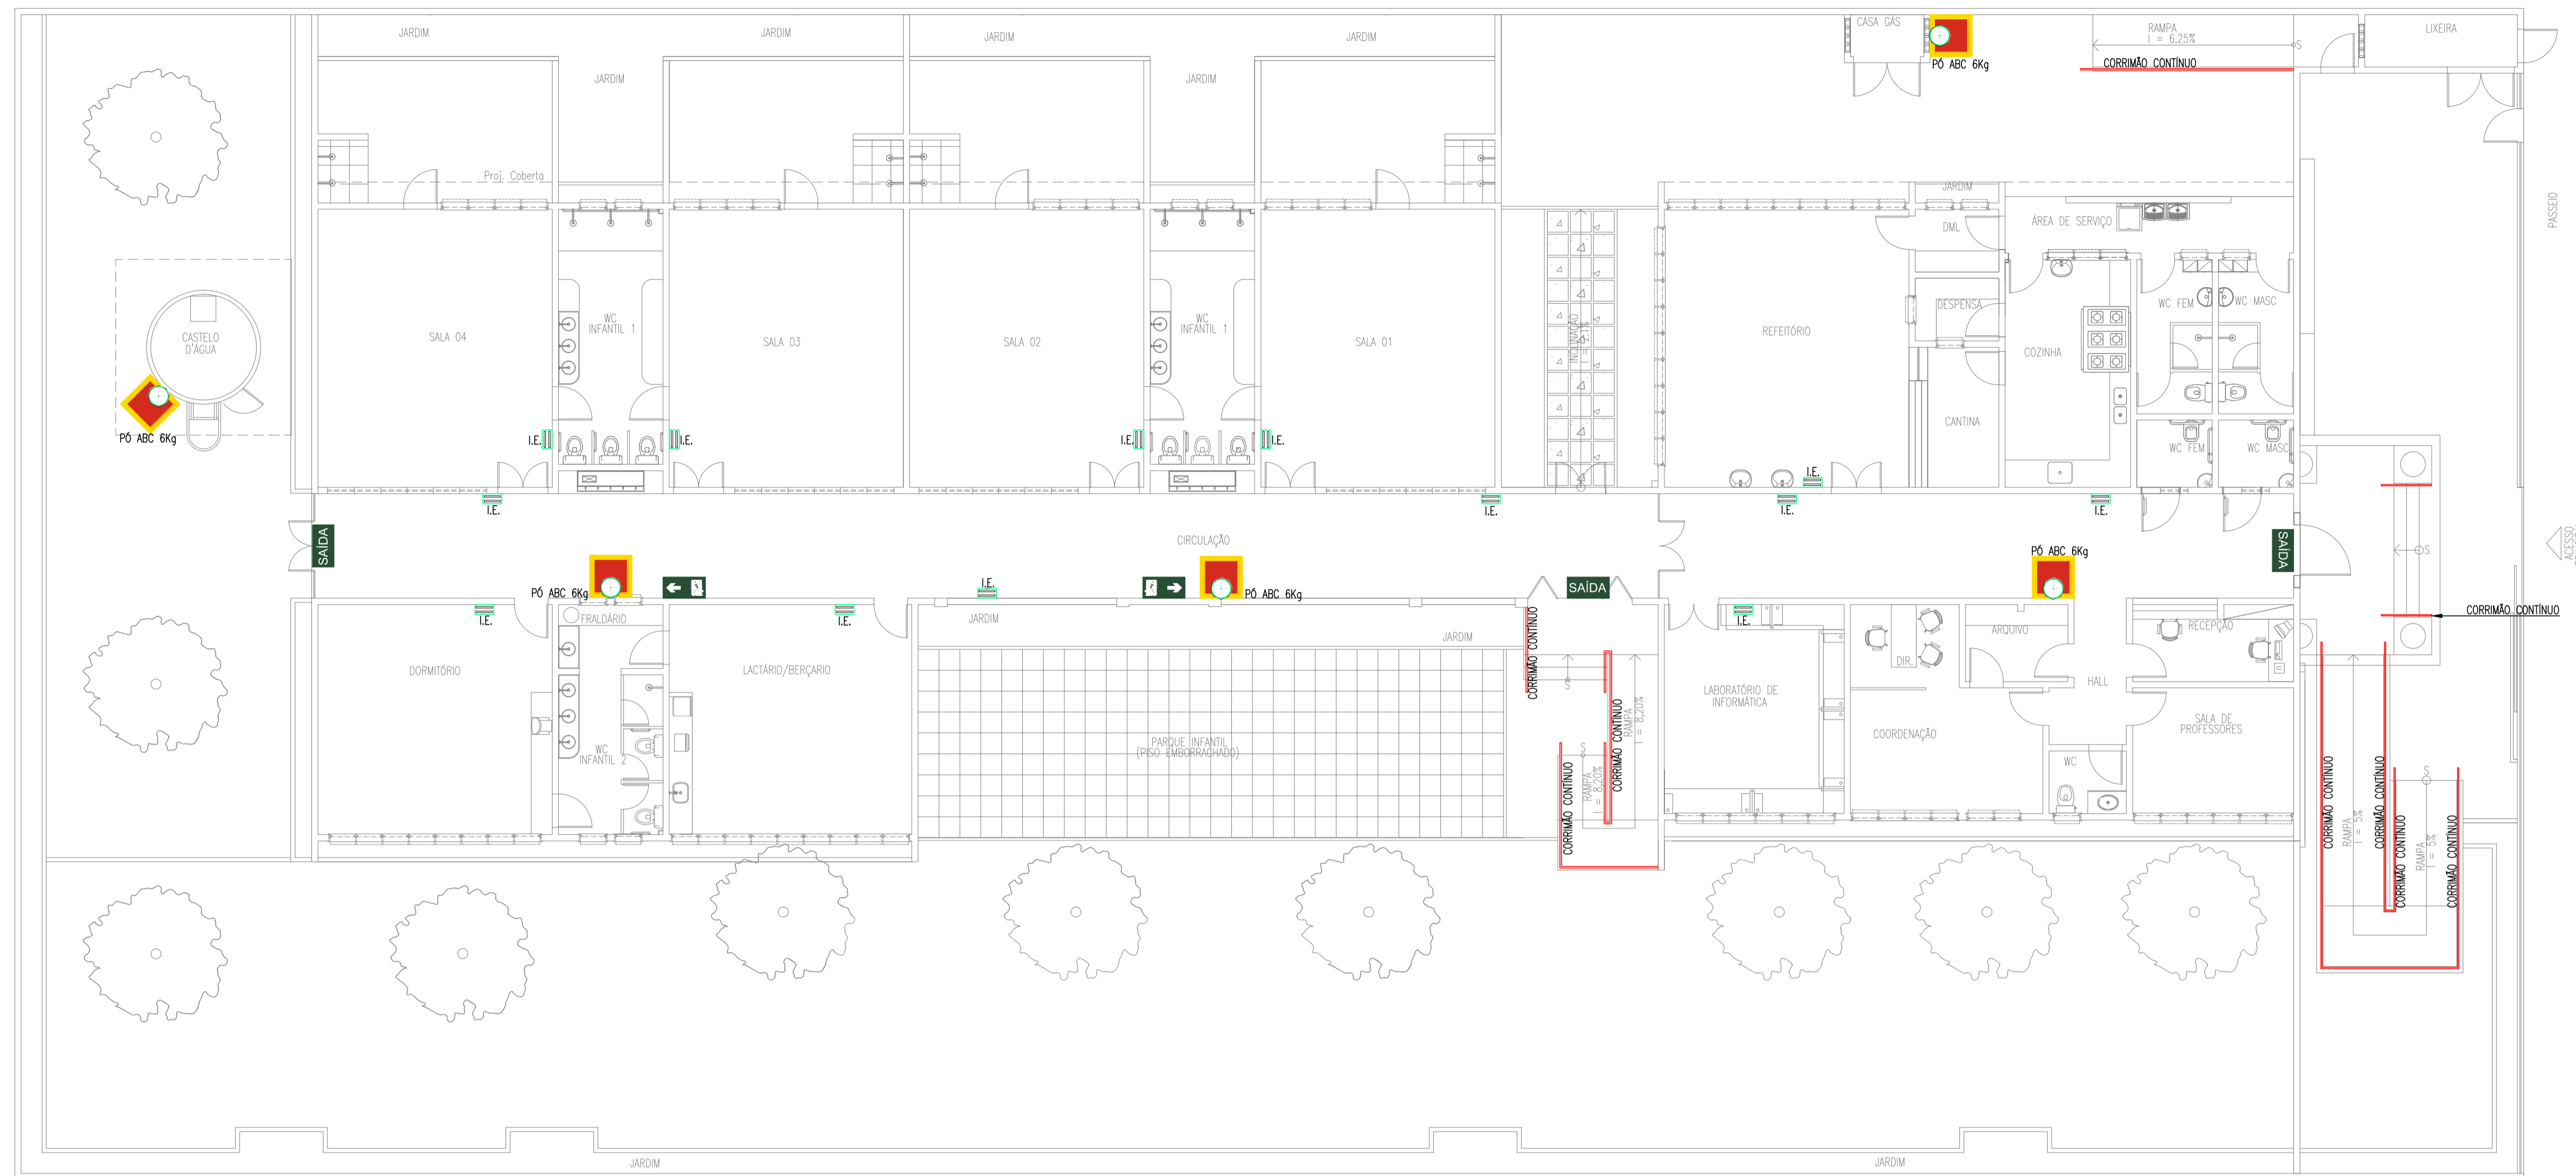 JARDIM
JARDIM
JARDIM
JARDIM
CASA GÁS
RAMPA
I = 6.25%
S
LIXEIRA
PÓ ABC 6Kg
CORRIMÃO CONTÍNUO
JARDIM
JARDIM
Proj. Coberta
JARDIM
PASSEIO
DML
ÁREA DE SERVIÇO
CASTELO
D'ÁGUA
SALA 04
WC
INFANTIL 1
SALA 03
SALA 02
WC
INFANTIL 1
SALA 01
INCLINAÇÃO
REFEITÓRIO
DESPENSA
COZINHA
WC FEM
WC MASC
CANTINA
PÓ ABC 6Kg
I.E.
I.E.
I.E.
I.E.
WC FEM
WC MASC
I.E.
I.E.
I.E.
I.E.
I.E.
SAÍDA
CIRCULAÇÃO
SAÍDA
S
ACESSO
PÓ ABC 6Kg
PÓ ABC 6Kg
PÓ ABC 6Kg
I.E.
SAÍDA
I.E.
FRALDÁRIO
I.E.
JARDIM
JARDIM
I.E.
ARQUIVO
RECEPÇÃO
CORRIMÃO CONTÍNUO
DORMITÓRIO
LACTÁRIO/BERÇARIO
CORRIMÃO CONTÍNUO
S
DIR.
HALL
LABORATÓRIO DE
INFORMÁTICA
SALA DE
PROFESSORES
COORDENAÇÃO
WC
INFANTIL 2
PARQUE INFANTIL
(PISO EMBORRACHADO)
S
CORRIMÃO CONTÍNUO
RAMPA
I = 8,20%
CORRIMÃO CONTÍNUO
RAMPA
I = 8,20%
WC
S
CORRIMÃO CONTÍNUO
RAMPA
I = 5%
CORRIMÃO CONTÍNUO
CORRIMÃO CONTÍNUO
RAMPA
I = 5%
CORRIMÃO CONTÍNUO
JARDIM
JARDIM